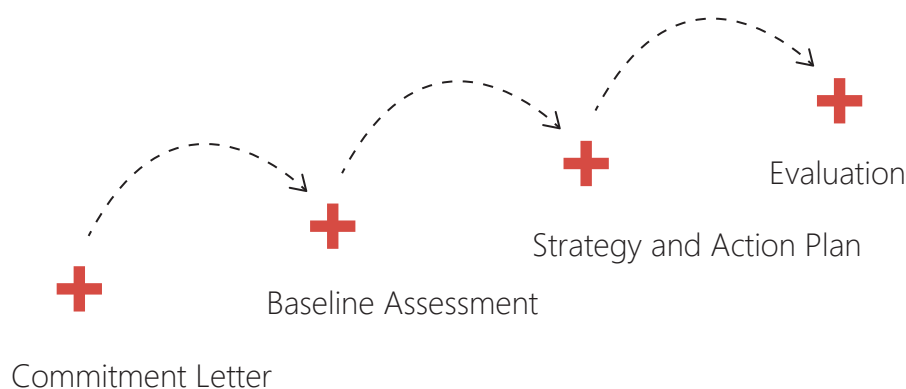 Commitment Letter
Baseline Assessment
Strategy and Action Plan
Evaluation